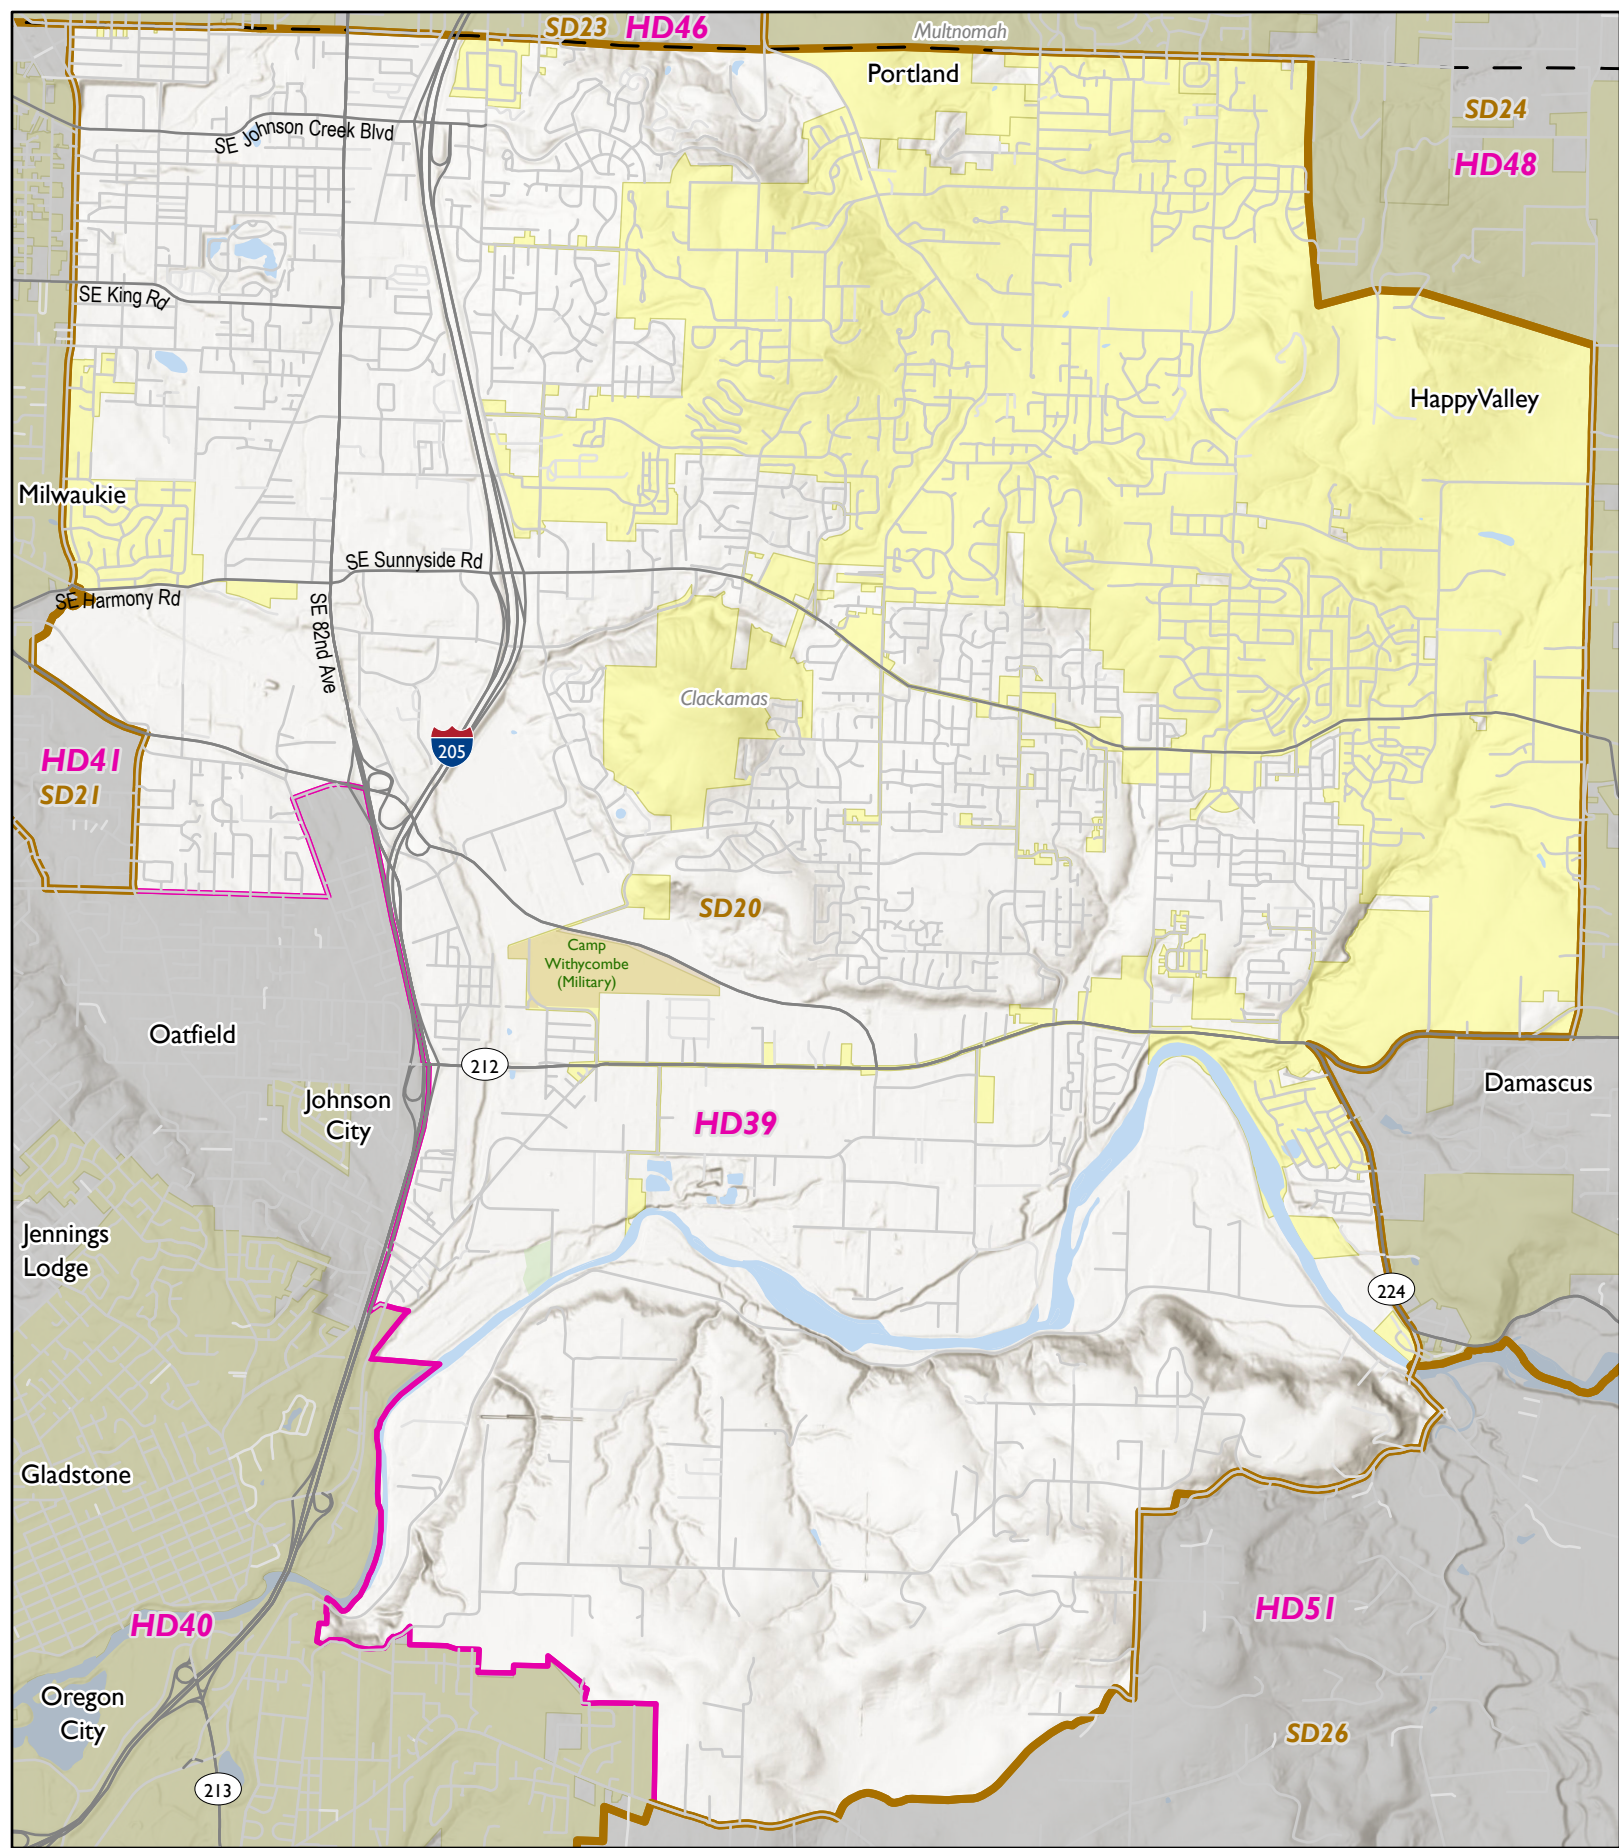 SD23 HD46
Multnomah
Portland
SD24
HD48
SE Johnson Creek Blvd
SE King Rd
HappyValley
Milwaukie
SE Sunnyside Rd
SE Harmony Rd
SE 82nd Ave
Clackamas
205
HD41
SD21
SD20
Camp
Withycombe
(Military)
Oatfield
212
Damascus
Johnson
City
HD39
Jennings
Lodge
224
Gladstone
HD51
HD40
Oregon
City
SD26
213